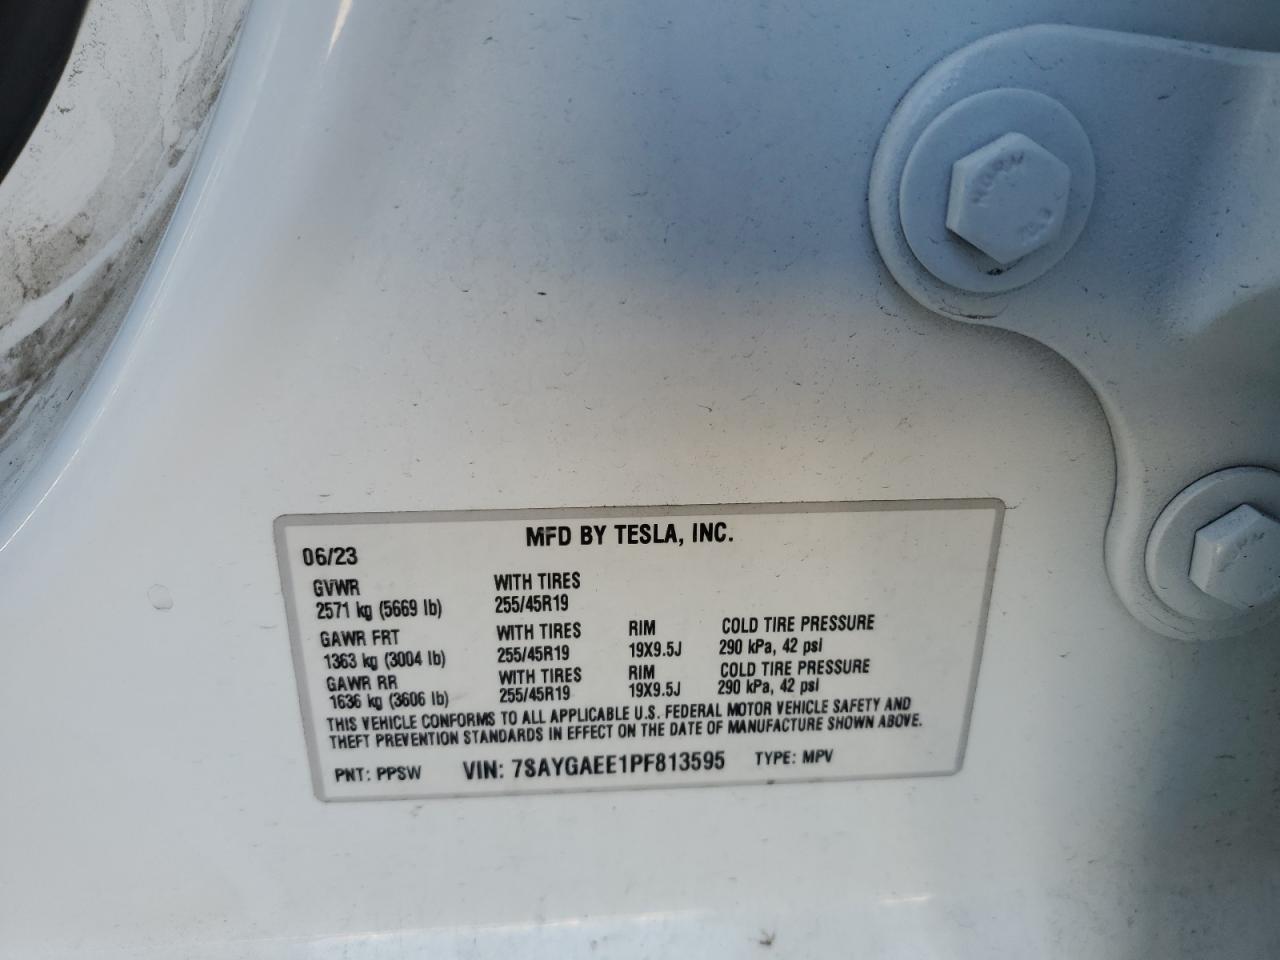 MFD BY TESLA, INC.
06/23
GVWR WITH TIRES
2571 kg (5669 lb) 255/45R19
GAWR FRT WITH TIRES RIM COLD TIRE PRESSURE
1363 kg (3004 lb) 255/45R19 19X9.5J 290 kPa, 42 psi
GAWR RR WITH TIRES RIM COLD TIRE PRESSURE
1636 kg (3606 lb) 255/45R19 19X9.5J 290 kPa, 42 psi
THIS VEHICLE CONFORMS TO ALL APPLICABLE U.S. FEDERAL MOTOR VEHICLE SAFETY AND
THEFT PREVENTION STANDARDS IN EFFECT ON THE DATE OF MANUFACTURE SHOWN ABOVE.
PNT: PPSW VIN: 7SAYGAEE1PF813595 TYPE: MPV